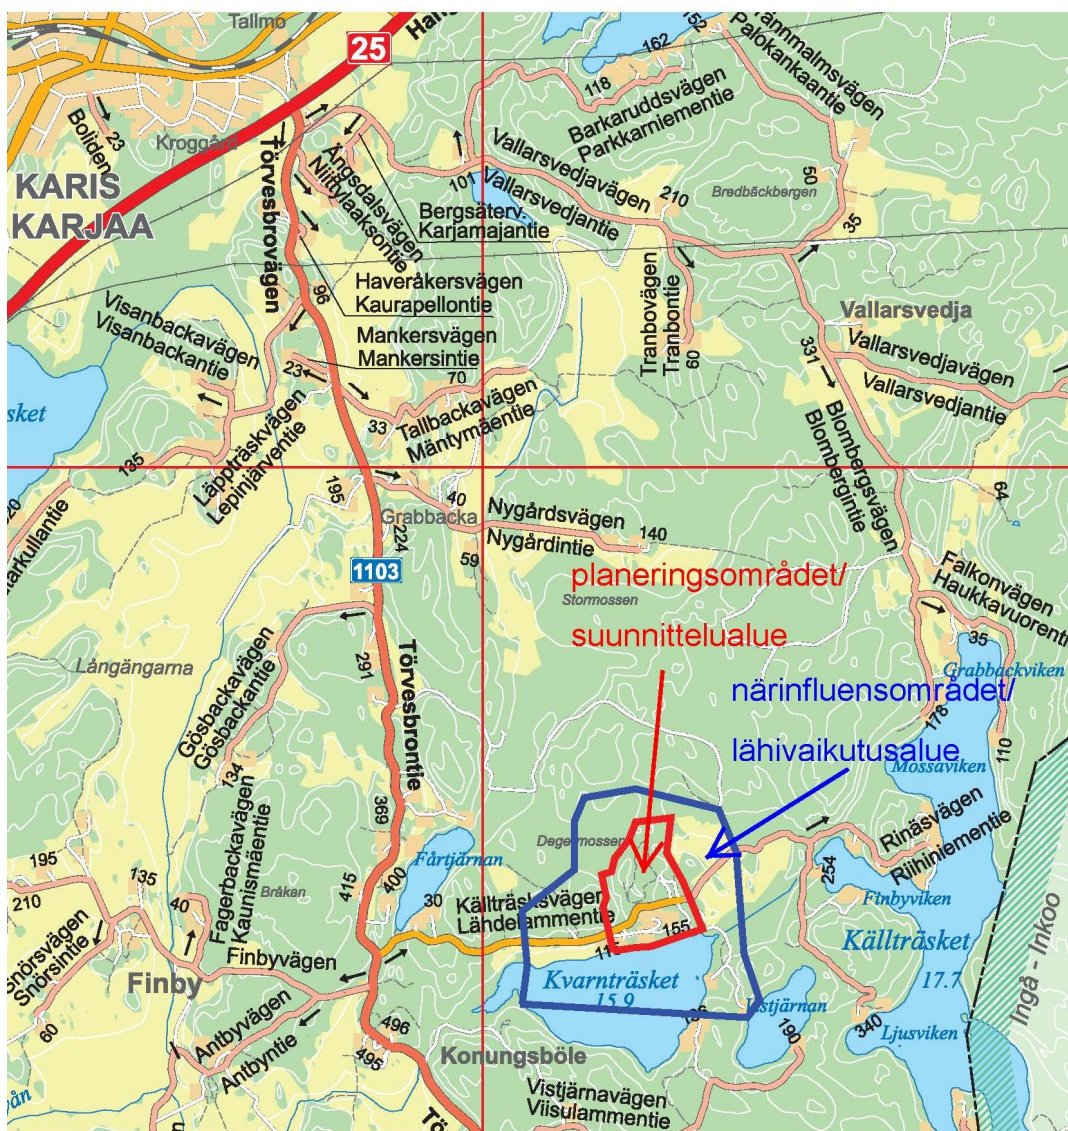 Tallmo
25
152
162
118
Barkaruddsvägen
Parkkarniementie
Palokankaantie
Boliden
23
Kroggård
KARIS
KARJAA
Törvesbrovägen
Ängsdalsvägen
Niittylaaksontie
101
Vallarsvedjavägen
Vallarsvedjantie
210
Bredbäckbergen
50
35
Bergsäterv.
Karjamajantie
Haveråkersvägen
Kaurapellontie
Mankersvägen
Mankersintie
96
Visanbackavägen
Visanbackantie
23
70
33
Tallbackavägen
Mäntymäentie
Tranbovägen
Tranbontie
60
Vallarsvedja
331
Vallarsvedjavägen
Vallarsvedjantie
Blombergsvägen
Blombergintie
sket
135
Läppträskvägen
Lepinjärventie
195
40
Grabbacka
224
59
Nygårdsvägen
Nygårdintie
140
64
1103
planeringsområdet/
suunnittelualue
Stormossen
Falkonvägen
Haukkavuorentie
35
Grabbackviken
Långängarna
291
Gösbackavägen
Gösbackantie
134
Törvesbrontie
närinfluensområdet/
lähivaikutusalue
178
110
Mossaviken
369
Degermossen
Rinäsvägen
Riihiniementie
254
Finbyviken
Fårtjärnan
195
210
135
40
Fagerbackavägen
Kaunismäentie
Bråkan
415
400
30
Källträsksvägen
Ländelammentie
155
115
Källträsket
17.7
Snörsvägen
Snörsintie
60
Finby
Finbyvägen
Kvarnträsket
15.9
Ingå - Inkoo
190
340
Ljusviken
Antbyvägen
Antbyntie
496
495
Konungsböle
Vistjärnavägen
Viisulammentie